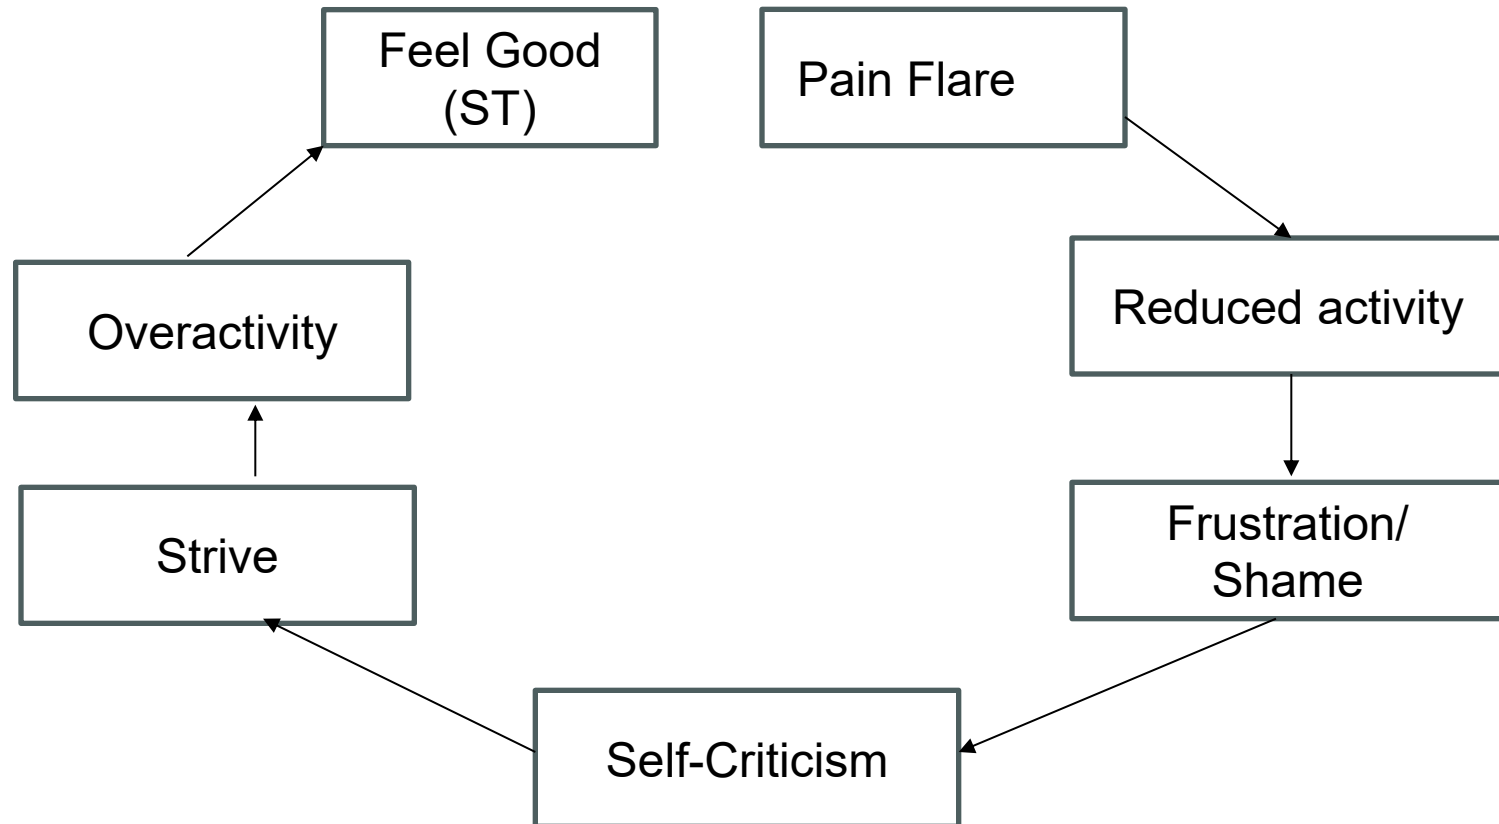 Feel Good
(ST)
Pain Flare
Overactivity
Reduced activity
Strive
Frustration/
Shame
Self-Criticism